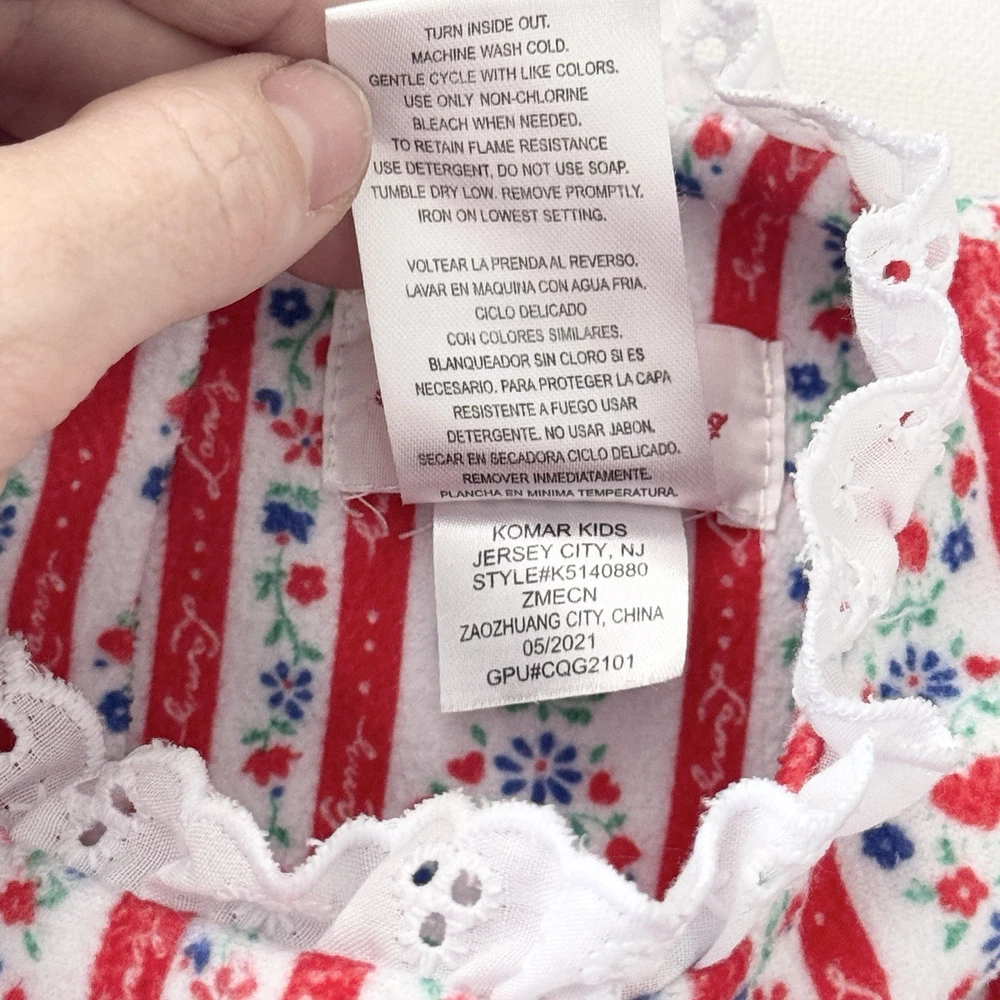 TURN INSIDE OUT.
MACHINE WASH COLD.
GENTLE CYCLE WITH LIKE COLORS.
USE ONLY NON-CHLORINE
BLEACH WHEN NEEDED.
TO RETAIN FLAME RESISTANCE
USE DETERGENT, DO NOT USE SOAP.
TUMBLE DRY LOW. REMOVE PROMPTLY.
IRON ON LOWEST SETTING.
VOLTEAR LA PRENDA AL REVERSO.
LAVAR EN MAQUINA CON AGUA FRIA.
CICLO DELICADO
CON COLORES SIMILARES.
BLANQUEADOR SIN CLORO SI ES
NECESARIO. PARA PROTEGER LA CAPA
RESISTENTE A FUEGO USAR
DETERGENTE. NO USAR JABON.
SECAR EN SECADORA CICLO DELICADO.
REMOVER INMEDIATAMENTE.
PLANCHA EN MINIMA TEMPERATURA.
KOMAR KIDS
JERSEY CITY, NJ
STYLE#K5140880
ZMECN
ZAOZHUANG CITY, CHINA
05/2021
GPU#CQG2101